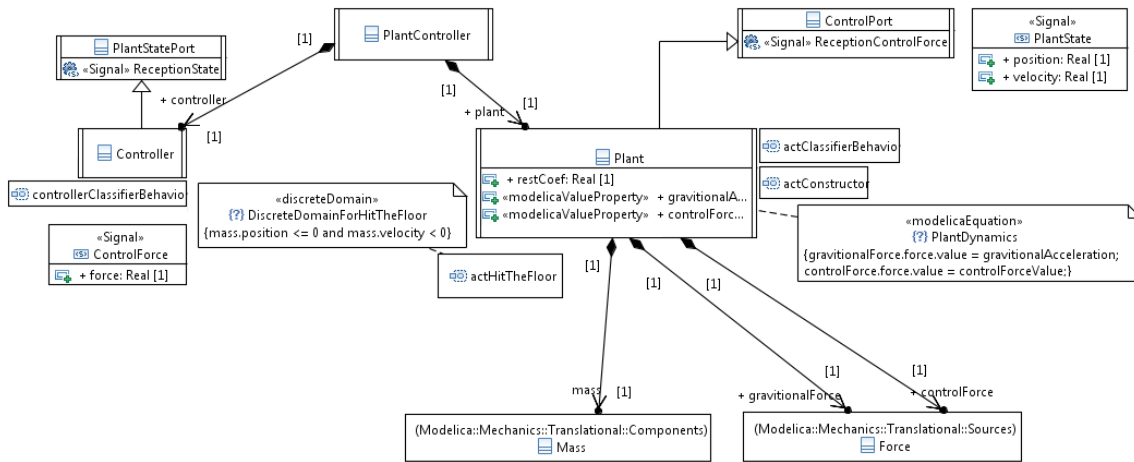 PlantStatePort
«Signal» ReceptionState
PlantController
ControlPort
«Signal» ReceptionControlForce
«Signal»
PlantState
+ position: Real [1]
+ velocity: Real [1]
[1]
+ controller
[1]
[1]
+ plant
[1]
Controller
controllerClassifierBehavior
Plant
+ restCoef: Real [1]
«modelicaValueProperty» + gravitionalA...
«modelicaValueProperty» + controlForc...
actClassifierBehavior
actConstructor
«discreteDomain»
DiscreteDomainForHitTheFloor
{mass.position <= 0 and mass.velocity < 0}
«modelicaEquation»
PlantDynamics
{gravitionalForce.force.value = gravitionalAcceleration;
controlForce.force.value = controlForceValue;}
«Signal»
ControlForce
+ force: Real [1]
actHitTheFloor
[1]
[1]
[1]
mass
[1]
[1]
+ gravitionalForce
[1]
+ controlForce
(Modelica::Mechanics::Translational::Components)
Mass
(Modelica::Mechanics::Translational::Sources)
Force